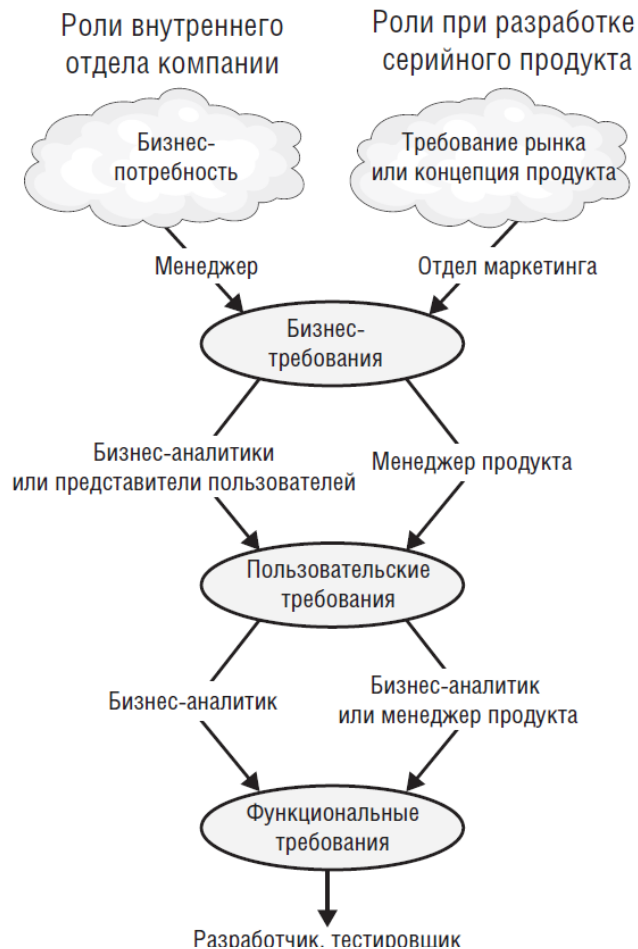 Роли внутреннего
отдела компании
Роли при разработке
серийного продукта
Бизнес-
потребность
Требование рынка
или концепция продукта
Менеджер
Отдел маркетинга
Бизнес-
требования
Бизнес-аналитики
или представители пользователей
Менеджер продукта
Пользовательские
требования
Бизнес-аналитик
Бизнес-аналитик
или менеджер продукта
Функциональные
требования
Разработчик, тестировщик